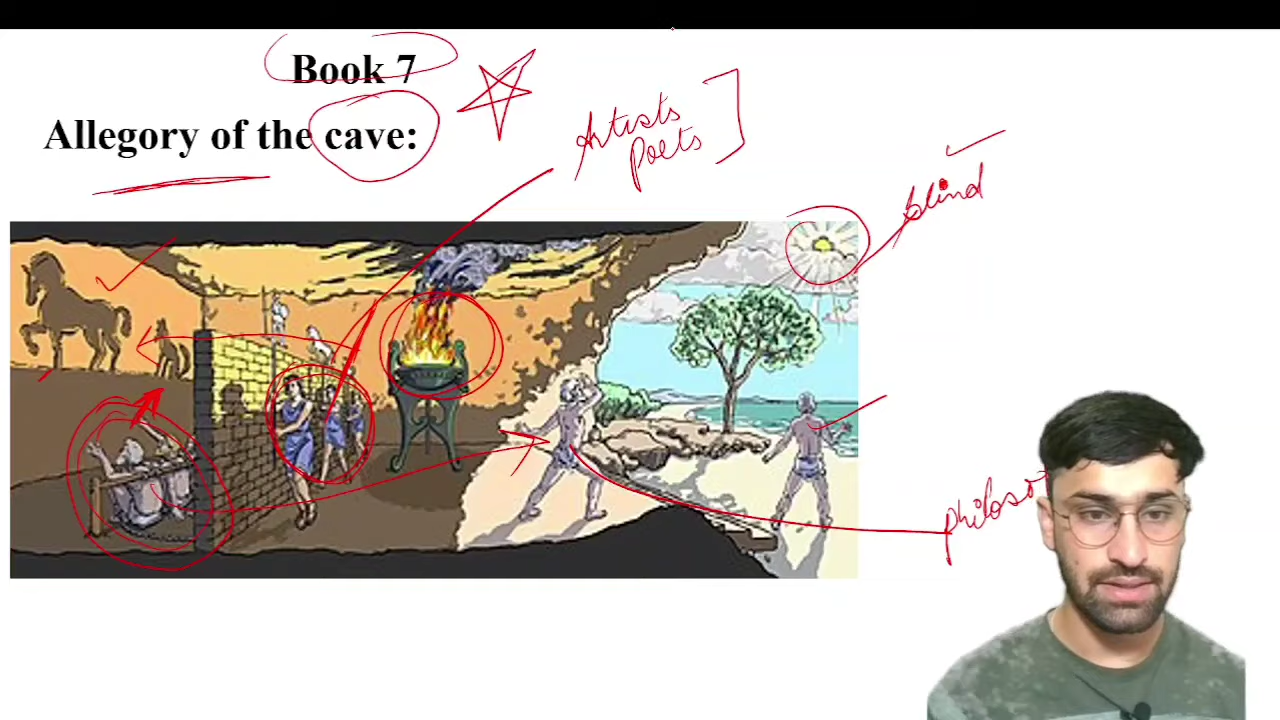 Book 7
Allegory of the cave:
Artists
Poets
blind
philoso